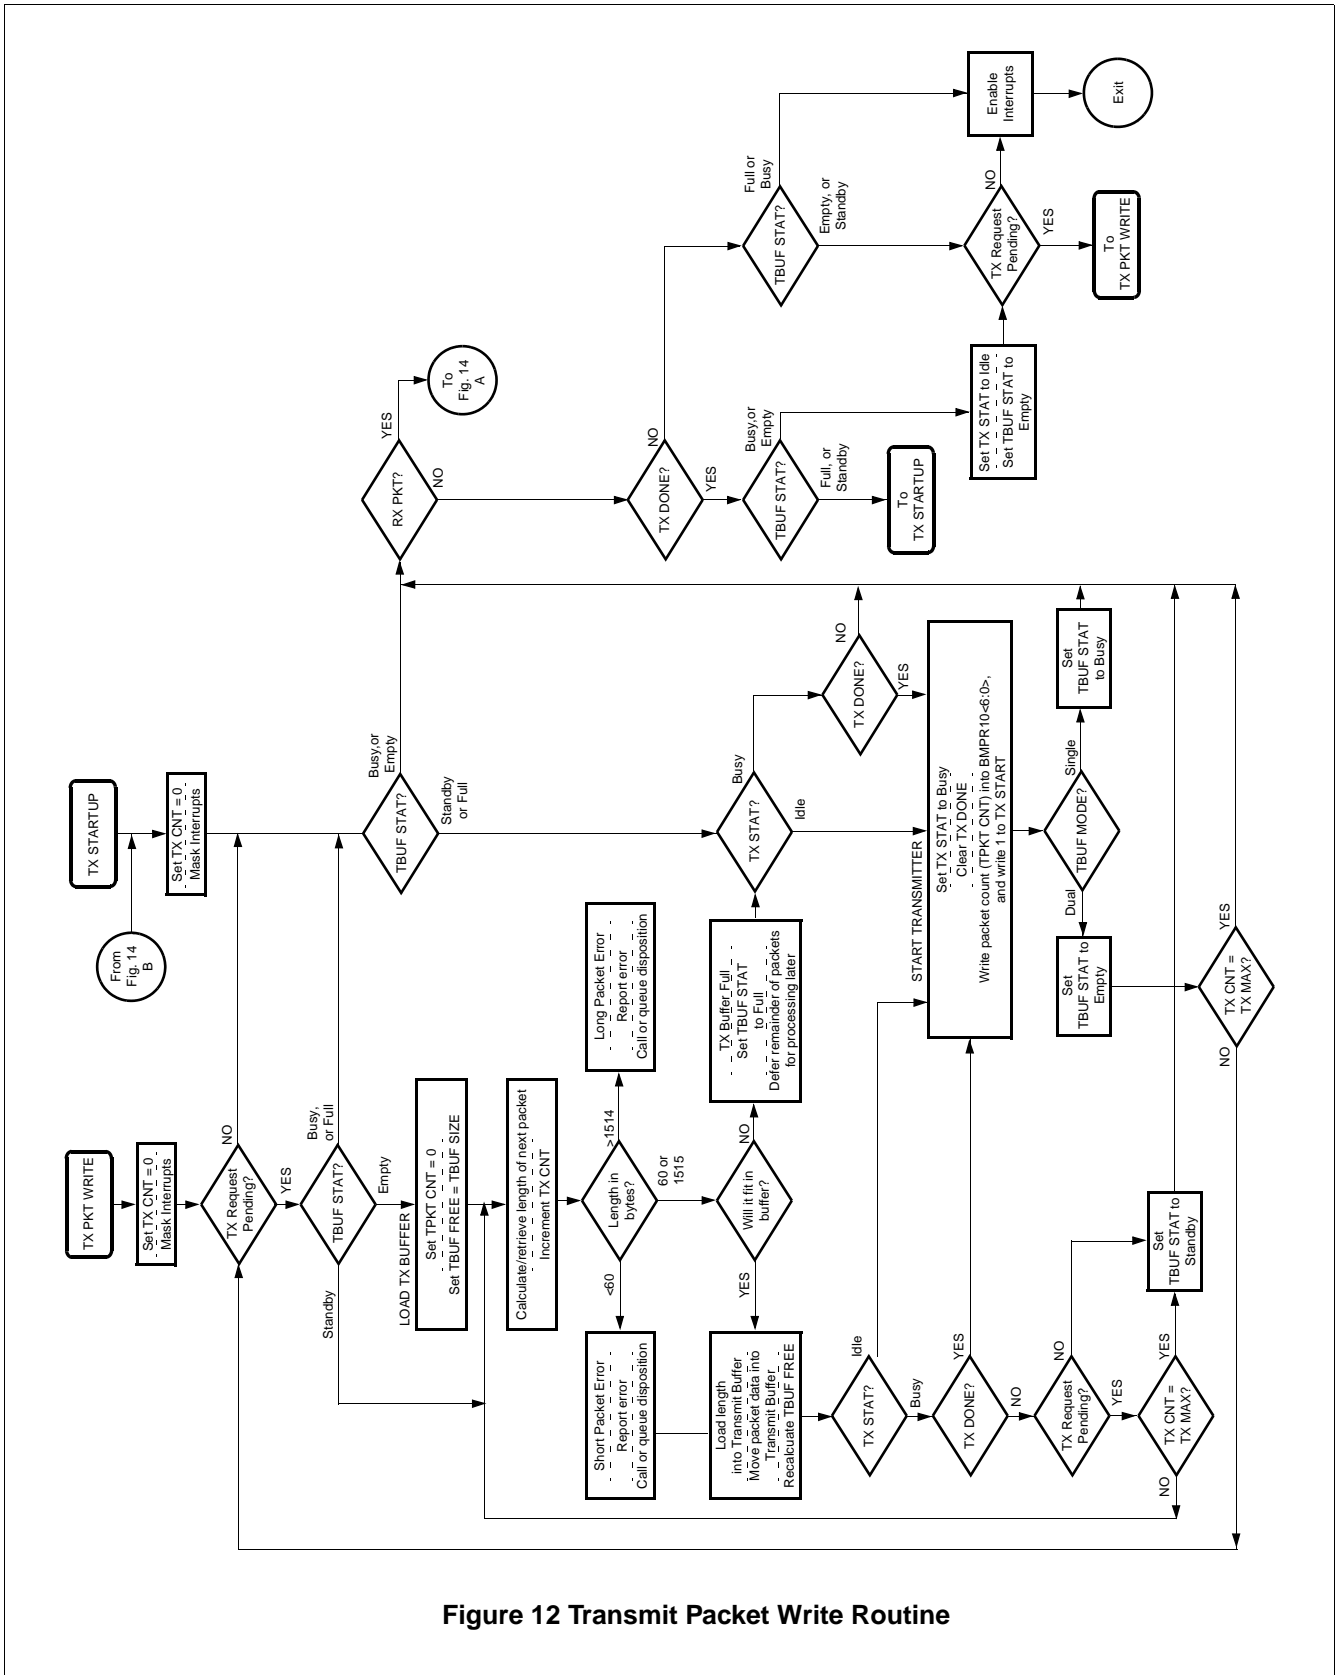 TX PKT WRITE
Set TX CNT = 0
Mask Interrupts
TX Request
Pending?
NO
YES
TBUF STAT?
Busy,
or Full
Standby
Empty
LOAD TX BUFFER
Set TPKT CNT = 0
Set TBUF FREE = TBUF SIZE
Calculate/retrieve length of next packet
Increment TX CNT
Length in
bytes?
<60
>1514
60 or
1515
Short Packet Error
Report error
Call or queue disposition
Long Packet Error
Report error
Call or queue disposition
Will it fit in
buffer?
YES
NO
Load length
into Transmit Buffer
Move packet data into
Transmit Buffer
Recalcuate TBUF FREE
TX Buffer Full
Set TBUF STAT
to Full
Defer remainder of packets
for processing later
TX STAT?
Idle
Busy
TX DONE?
YES
NO
TX Request
Pending?
NO
YES
TX CNT =
TX MAX?
YES
NO
Set
TBUF STAT to
Standby
From
Fig. 14
B
TX STARTUP
Set TX CNT = 0
Mask Interrupts
TBUF STAT?
Busy,or
Empty
Standby
or Full
TX STAT?
Busy
Idle
TX DONE?
NO
YES
START TRANSMITTER
Set TX STAT to Busy
Clear TX DONE
Write packet count (TPKT CNT) into BMPR10<6:0>,
and write 1 to TX START
TBUF MODE?
Dual
Single
Set
TBUF STAT to
Empty
Set
TBUF STAT
to Busy
TX CNT =
TX MAX?
NO
YES
RX PKT?
YES
NO
To
Fig. 14
A
TX DONE?
NO
YES
TBUF STAT?
Busy,or
Empty
Full, or
Standby
To
TX STARTUP
Set TX STAT to Idle
Set TBUF STAT to
Empty
TBUF STAT?
Full or
Busy
Empty, or
Standby
TX Request
Pending?
NO
YES
To
TX PKT WRITE
Enable
Interrupts
Exit
Figure 12 Transmit Packet Write Routine